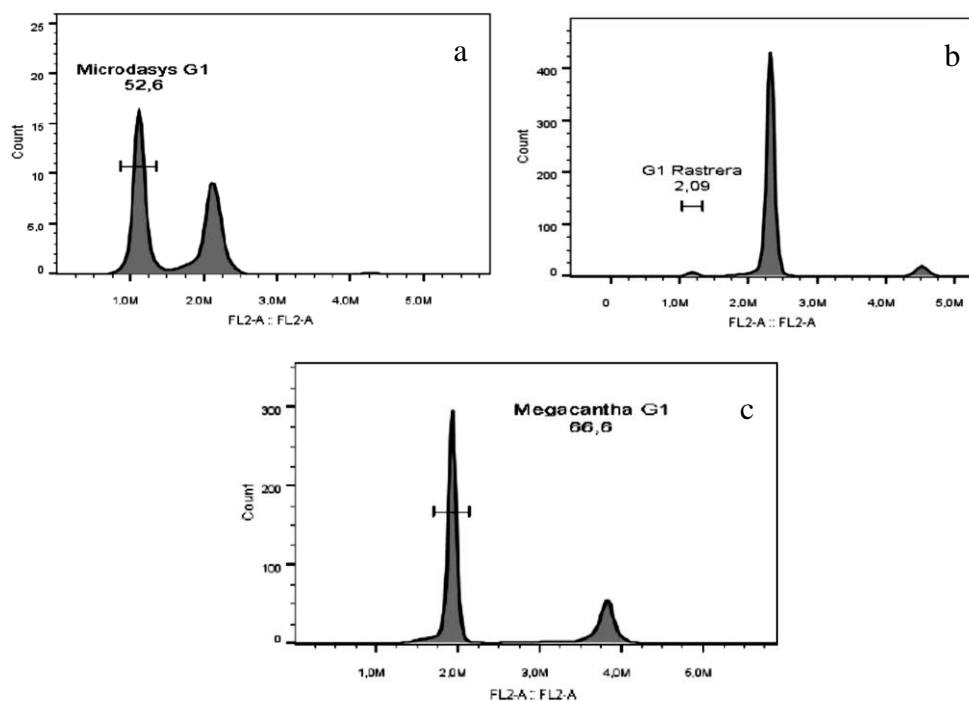 a
Microdasys G1
52,6
25
20
15
10
5,0
0
Count
1,0M 2,0M 3,0M 4,0M 5,0M
FL2-A :: FL2-A
b
G1 Rastrera
2,09
400
300
200
100
0
Count
0 1,0M 2,0M 3,0M 4,0M 5,0M
FL2-A :: FL2-A
c
Megacantha G1
66,6
300
200
100
0
Count
1,0M 2,0M 3,0M 4,0M 5,0M
FL2-A :: FL2-A